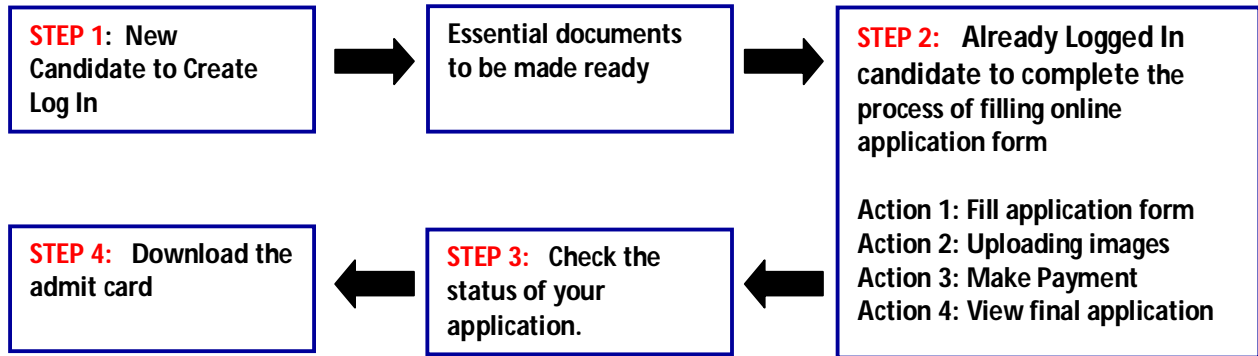 STEP 1: New
Candidate to Create
Log In
Essential documents
to be made ready
STEP 2: Already Logged In
candidate to complete the
process of filling online
application form
Action 1: Fill application form
Action 2: Uploading images
Action 3: Make Payment
Action 4: View final application
STEP 3: Check the
status of your
application.
STEP 4: Download the
admit card